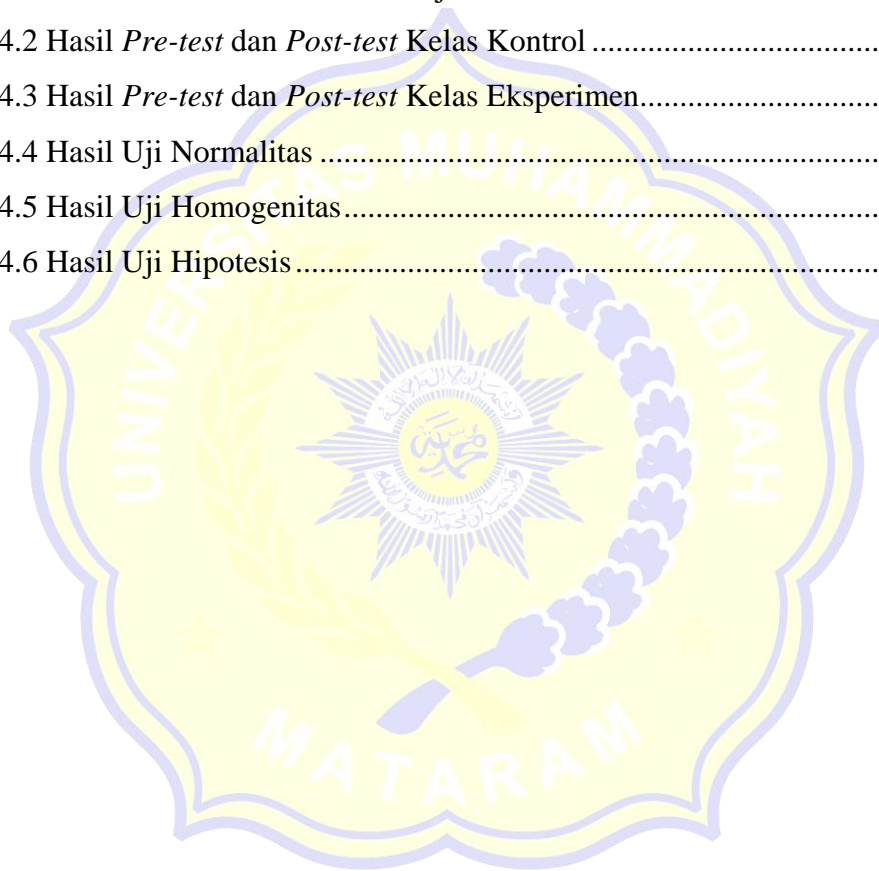 4.2 Hasil Pre-test dan Post-test Kelas Kontrol ...................................
4.3 Hasil Pre-test dan Post-test Kelas Eksperimen.............................
4.4 Hasil Uji Normalitas .....................................................................
4.5 Hasil Uji Homogenitas..................................................................
4.6 Hasil Uji Hipotesis ........................................................................
UNIVERSITAS MUHAMMADIYAH
MATARAM